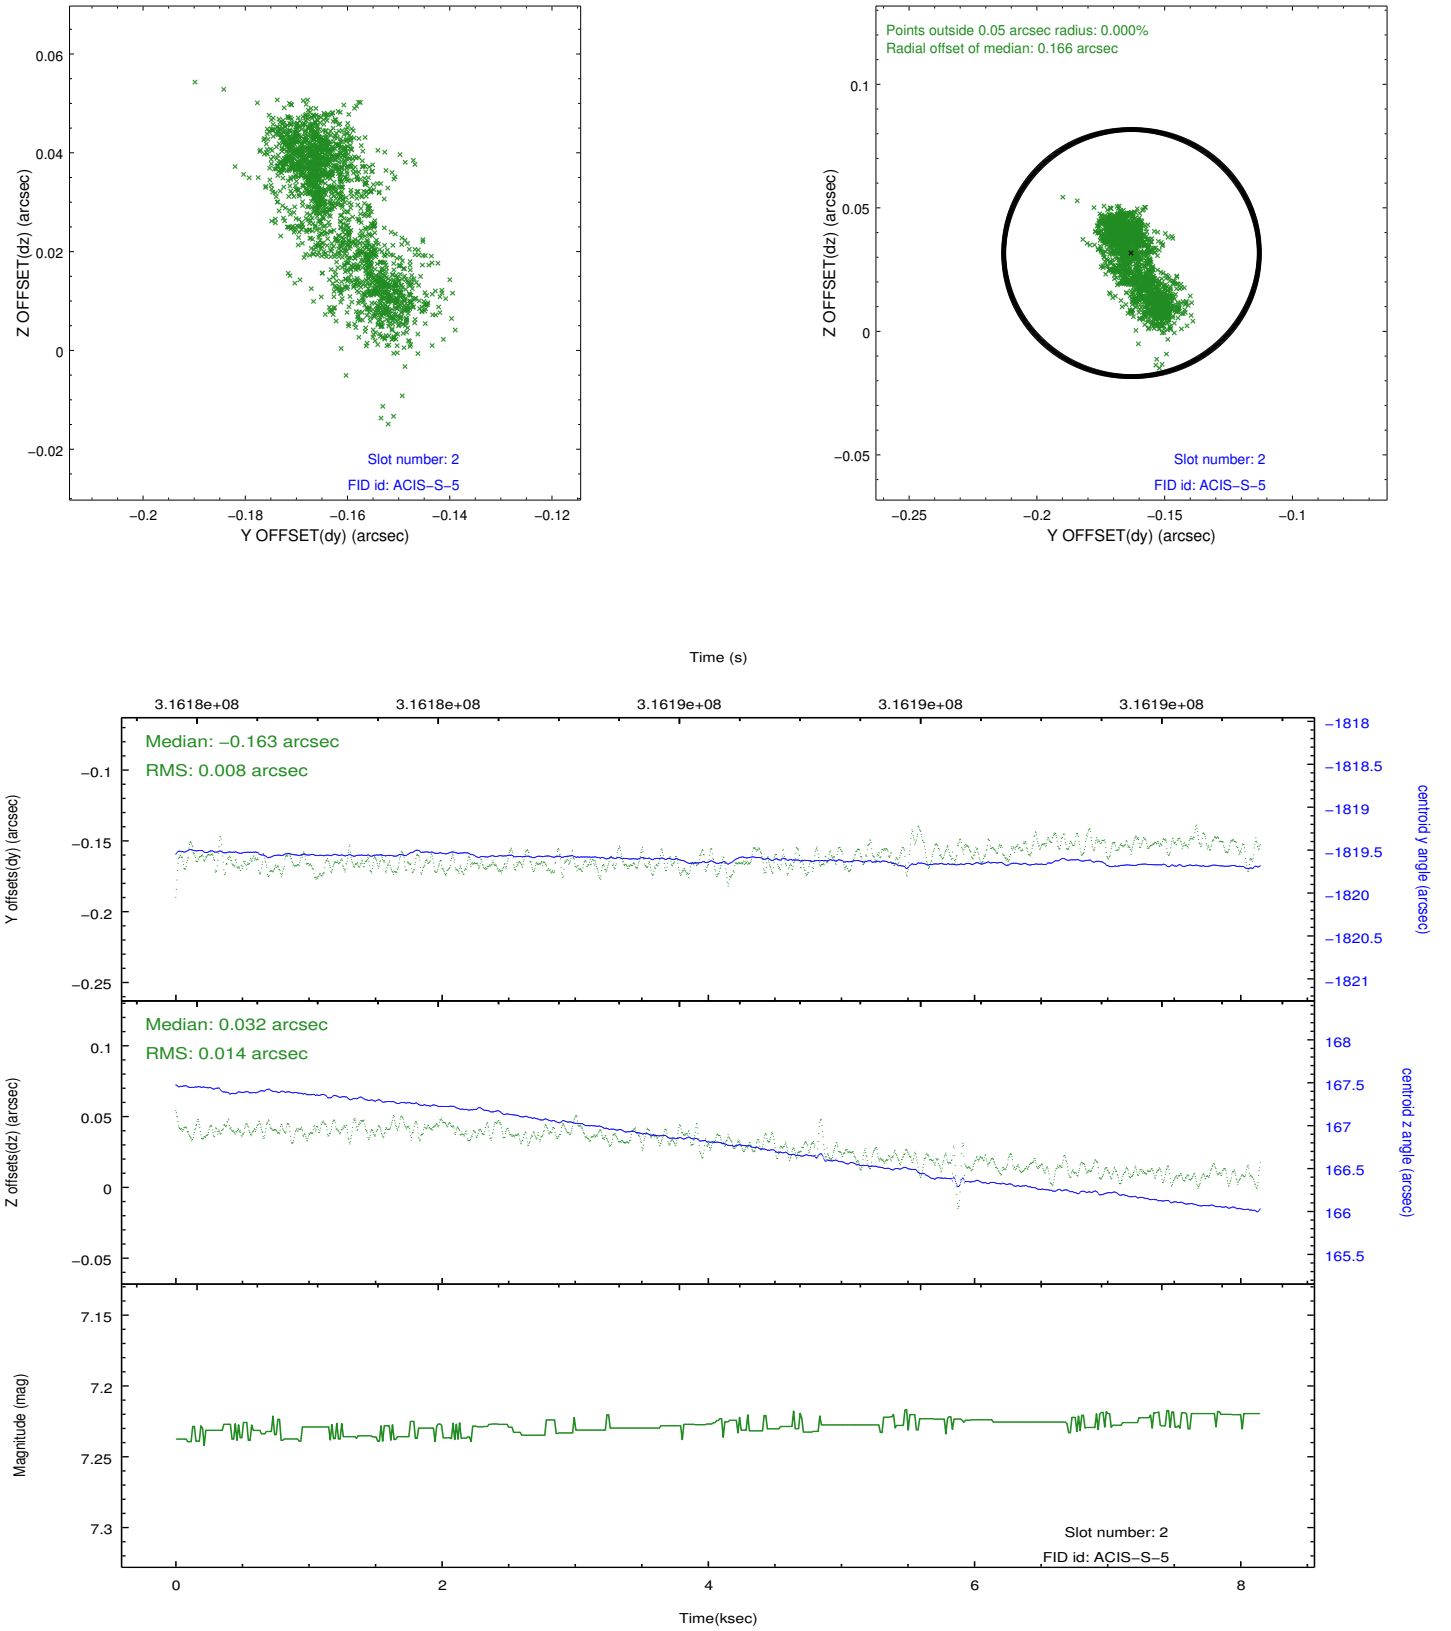 0.06
0.04
0.02
0
−0.02
Z OFFSET(dz) (arcsec)
Slot number: 2
FID id: ACIS−S−5
−0.2 −0.18 −0.16 −0.14 −0.12
Y OFFSET(dy) (arcsec)
Points outside 0.05 arcsec radius: 0.000%
Radial offset of median: 0.166 arcsec
0.1
0.05
0
−0.05
Z OFFSET(dz) (arcsec)
Slot number: 2
FID id: ACIS−S−5
−0.25 −0.2 −0.15 −0.1
Y OFFSET(dy) (arcsec)
Time (s)
3.1618e+08 3.1618e+08 3.1619e+08 3.1619e+08 3.1619e+08
Median: −0.163 arcsec
RMS: 0.008 arcsec
−0.1
−0.15
−0.2
−0.25
Y offsets(dy) (arcsec)
−1818
−1818.5
−1819
−1819.5
−1820
−1820.5
−1821
centroid y angle (arcsec)
Median: 0.032 arcsec
RMS: 0.014 arcsec
0.1
0.05
0
−0.05
Z offsets(dz) (arcsec)
168
167.5
167
166.5
166
165.5
centroid z angle (arcsec)
7.15
7.2
7.25
7.3
Magnitude (mag)
Slot number: 2
FID id: ACIS−S−5
0 2 4 6 8
Time(ksec)